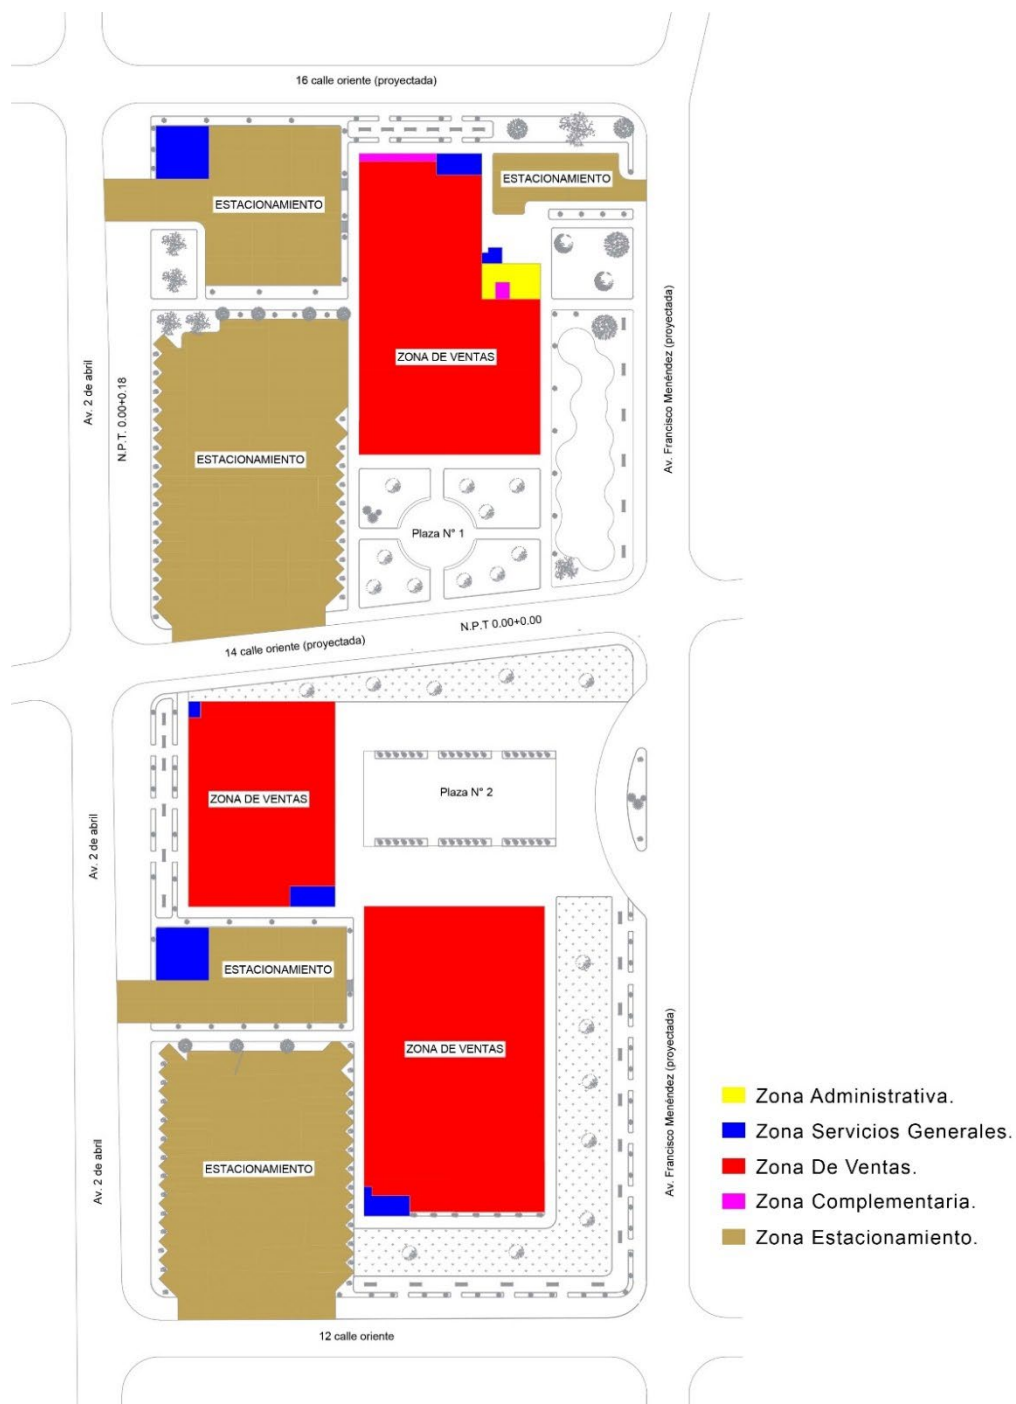 16 calle oriente (proyectada)
ESTACIONAMIENTO
ESTACIONAMIENTO
ZONA DE VENTAS
Av. 2 de abril
N.P.T. 0.00+0.18
Av. Francisco Menéndez (proyectada)
ESTACIONAMIENTO
Plaza N° 1
N.P.T 0.00+0.00
14 calle oriente (proyectada)
ZONA DE VENTAS
Plaza N° 2
Av. 2 de abril
ESTACIONAMIENTO
ZONA DE VENTAS
Av. Francisco Menéndez (proyectada)
Av. 2 de abril
ESTACIONAMIENTO
12 calle oriente
Zona Administrativa.
Zona Servicios Generales.
Zona De Ventas.
Zona Complementaria.
Zona Estacionamiento.